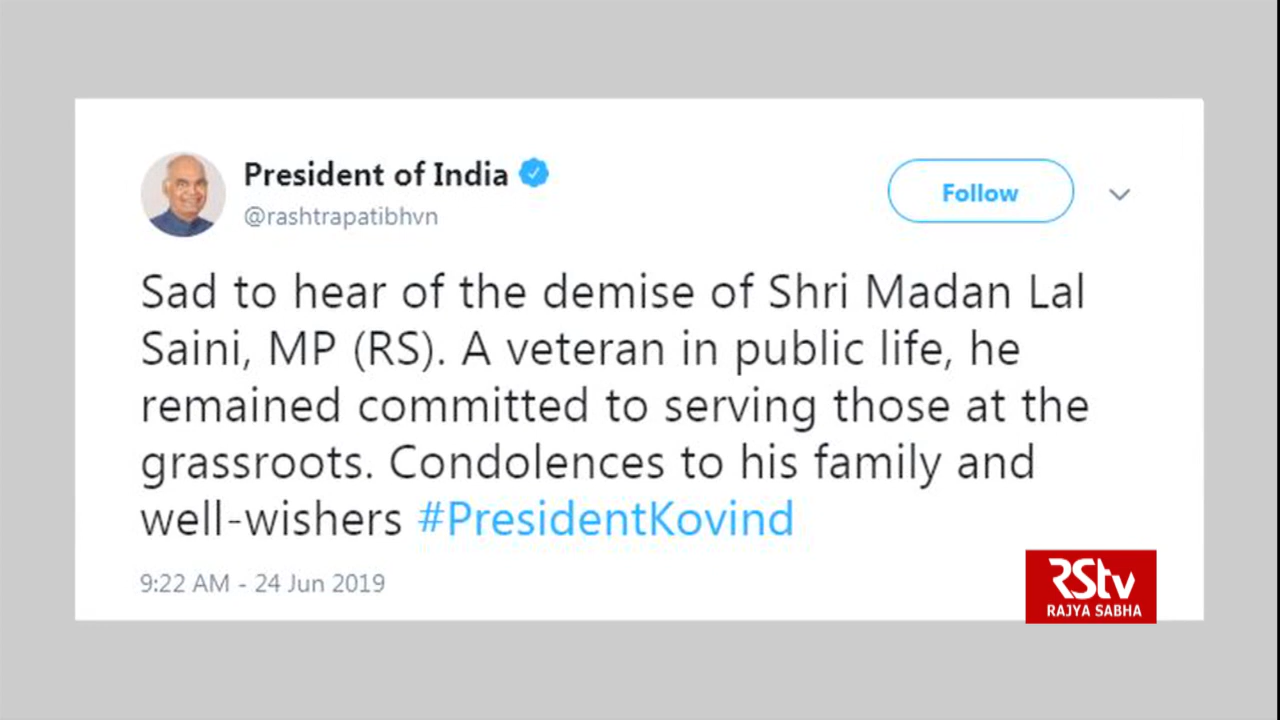 President of India
@rashtrapatibhvn
Follow
Sad to hear of the demise of Shri Madan Lal
Saini, MP (RS). A veteran in public life, he
remained committed to serving those at the
grassroots. Condolences to his family and
well-wishers #PresidentKovind
9:22 AM - 24 Jun 2019
RStv
RAJYA SABHA